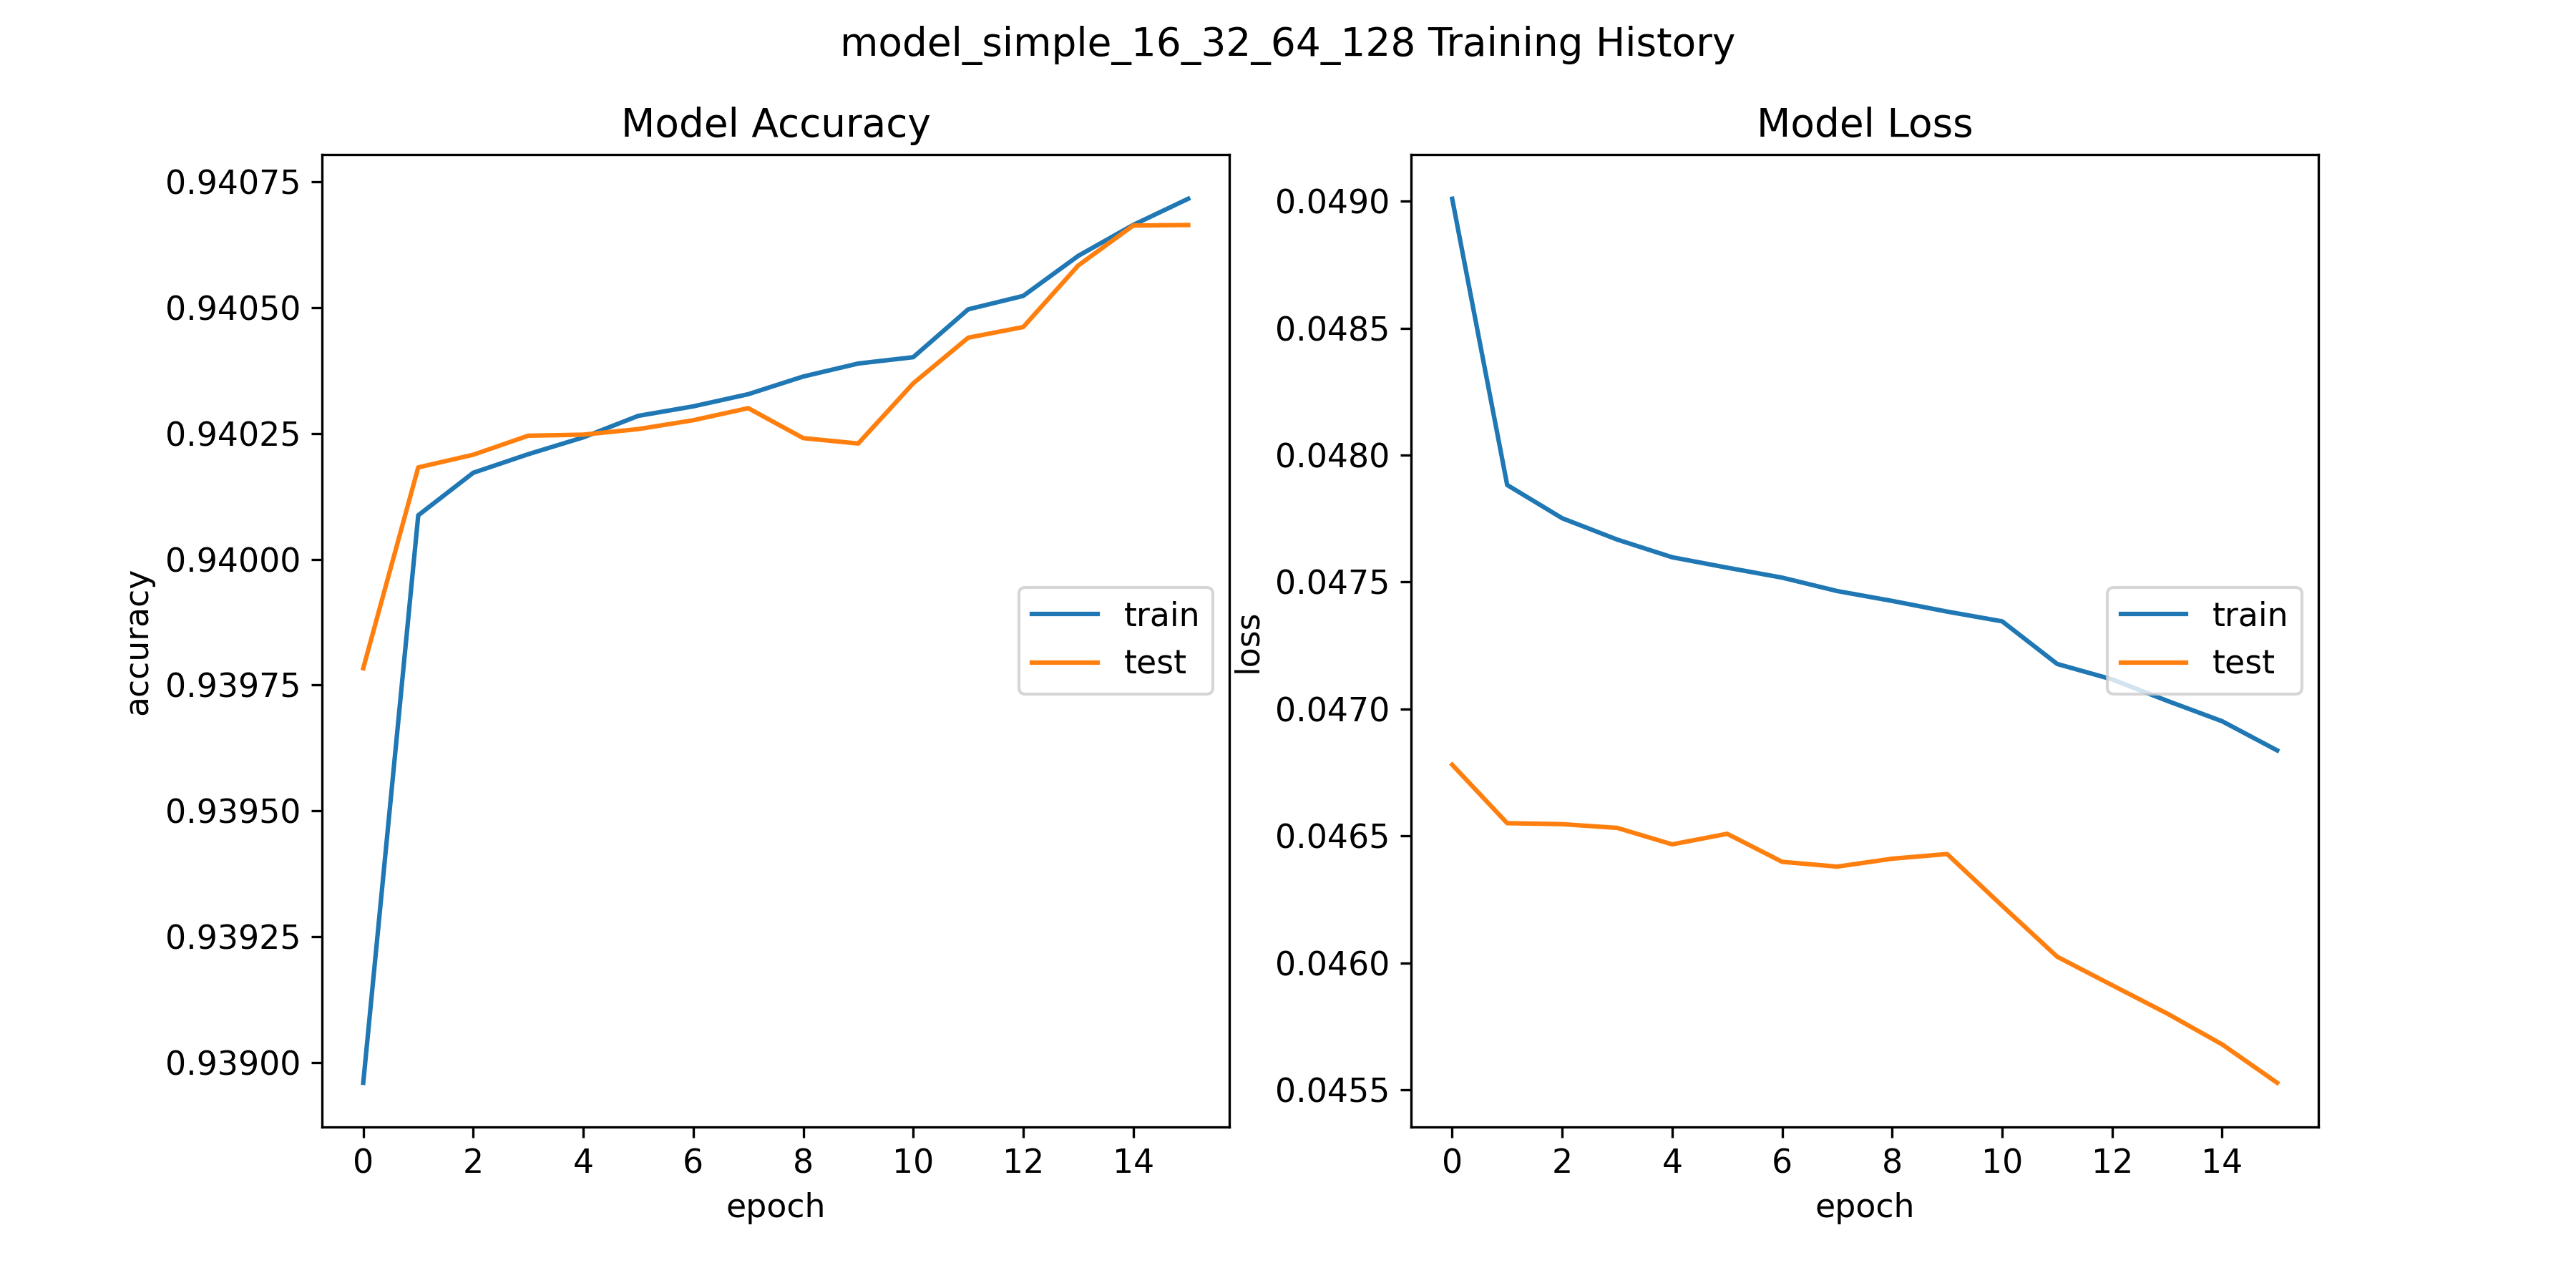 model_simple_16_32_64_128 Training History
Model Accuracy
0.94075
0.94050
0.94025
0.94000
0.93975
0.93950
0.93925
0.93900
accuracy
train
test
0 2 4 6 8 10 12 14
epoch
Model Loss
0.0490
0.0485
0.0480
0.0475
0.0470
0.0465
0.0460
0.0455
loss
train
test
0 2 4 6 8 10 12 14
epoch